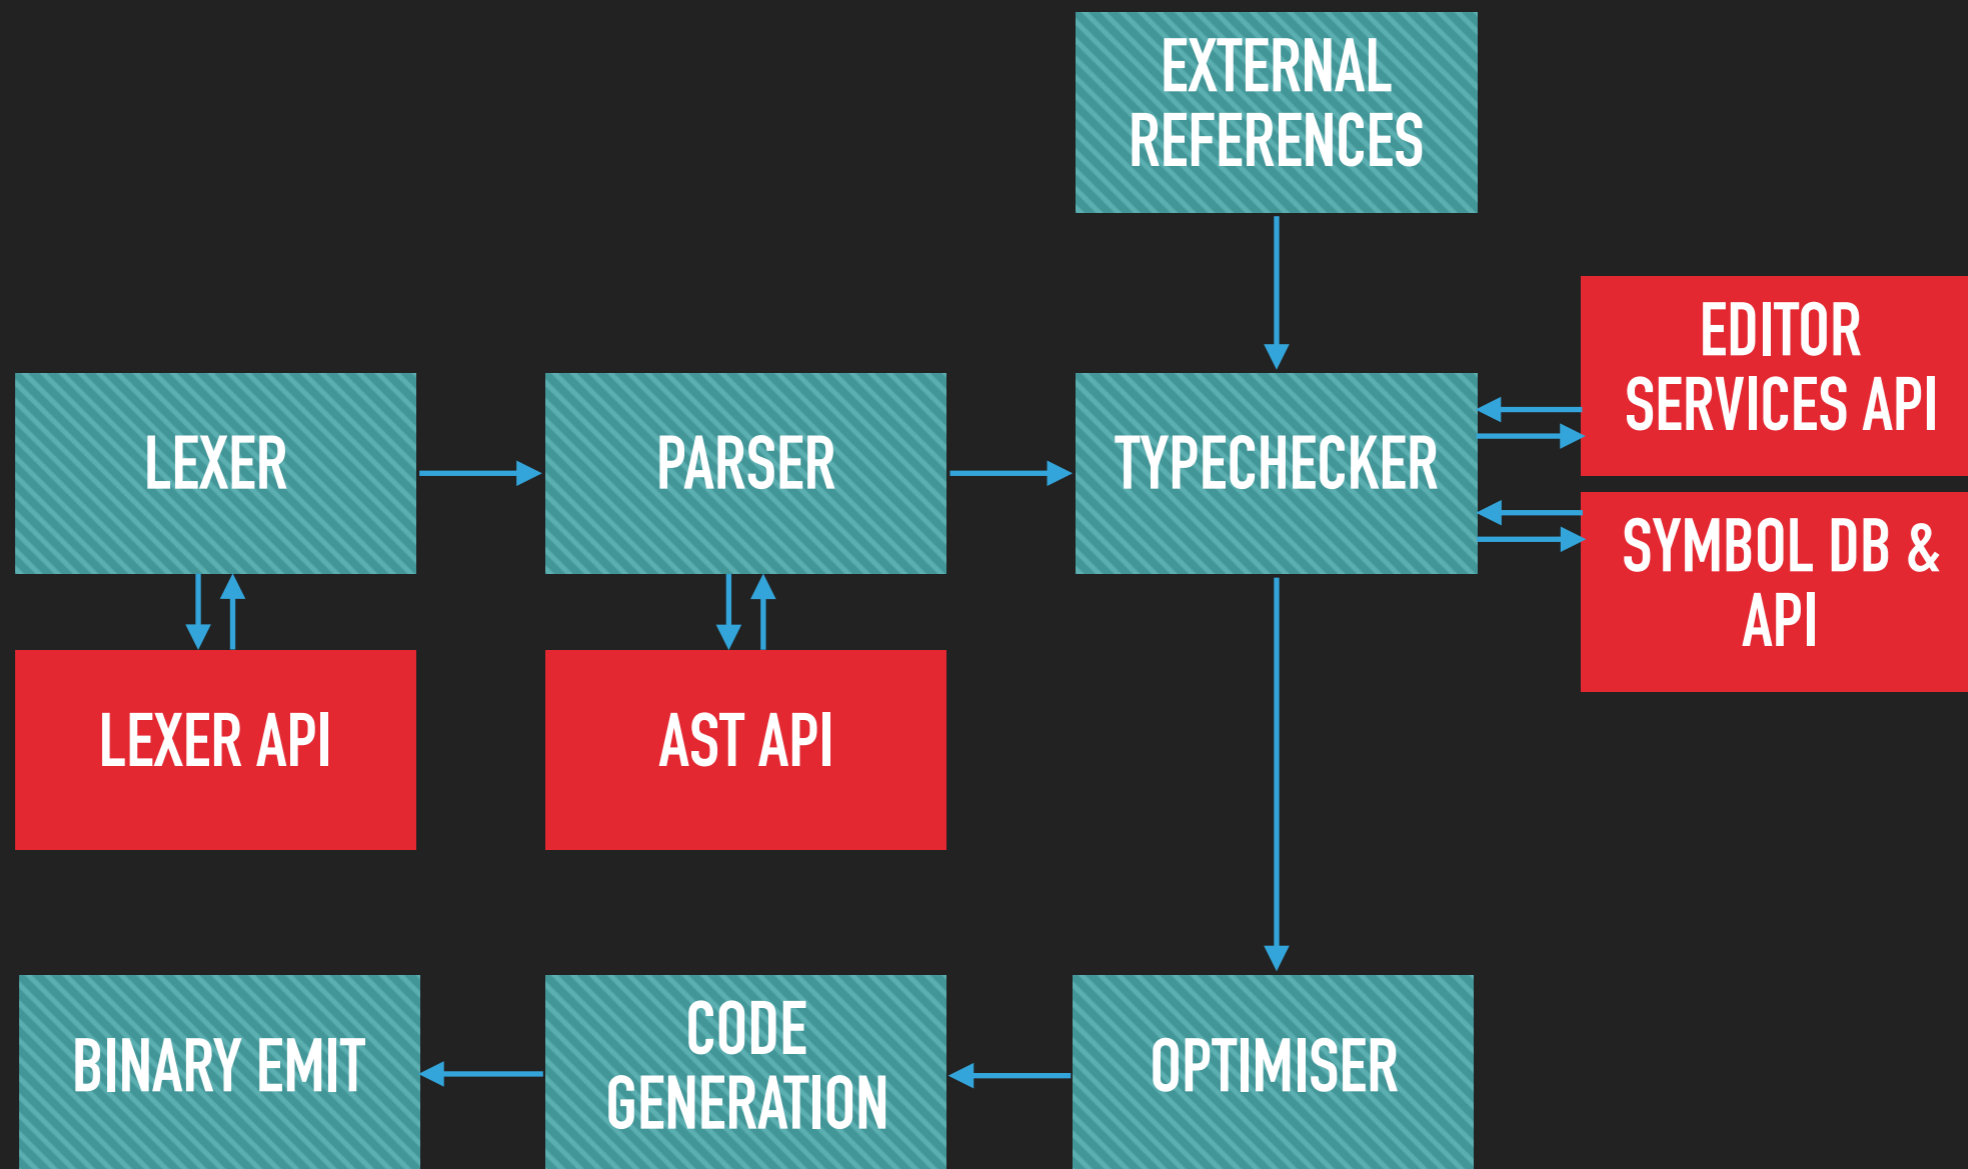 EXTERNAL
REFERENCES
EDITOR
SERVICES API
LEXER
PARSER
TYPECHECKER
SYMBOL DB &
API
LEXER API
AST API
BINARY EMIT
CODE
GENERATION
OPTIMISER